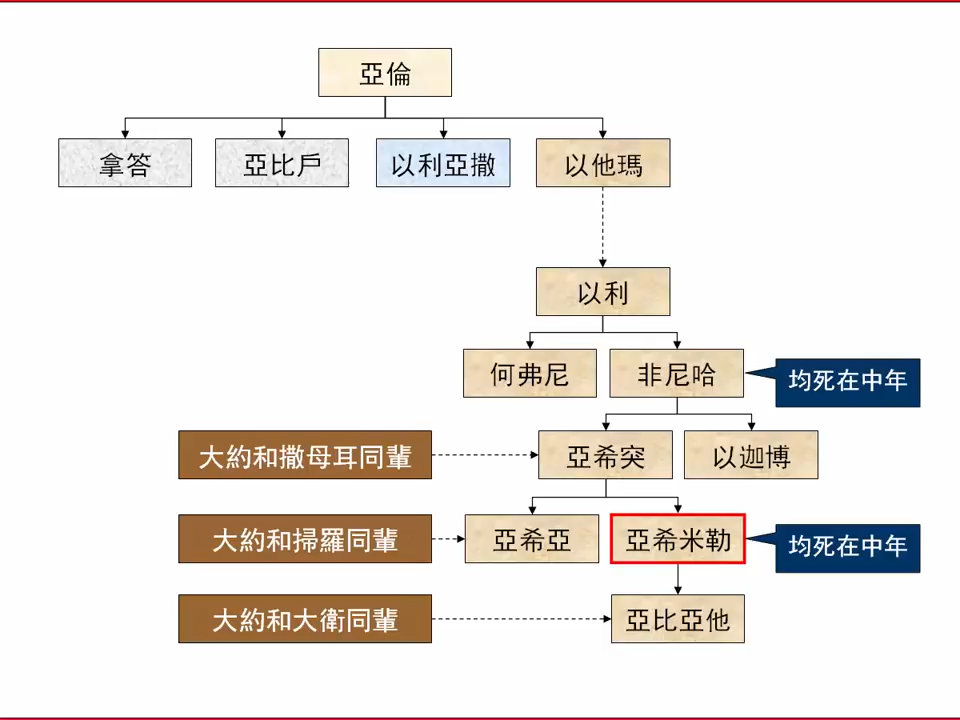 亞倫
拿答
亞比戶
以利亞撒
以他瑪
以利
何弗尼
非尼哈
均死在中年
大約和撒母耳同輩
亞希突
以迦博
大約和掃羅同輩
亞希亞
亞希米勒
均死在中年
大約和大衛同輩
亞比亞他